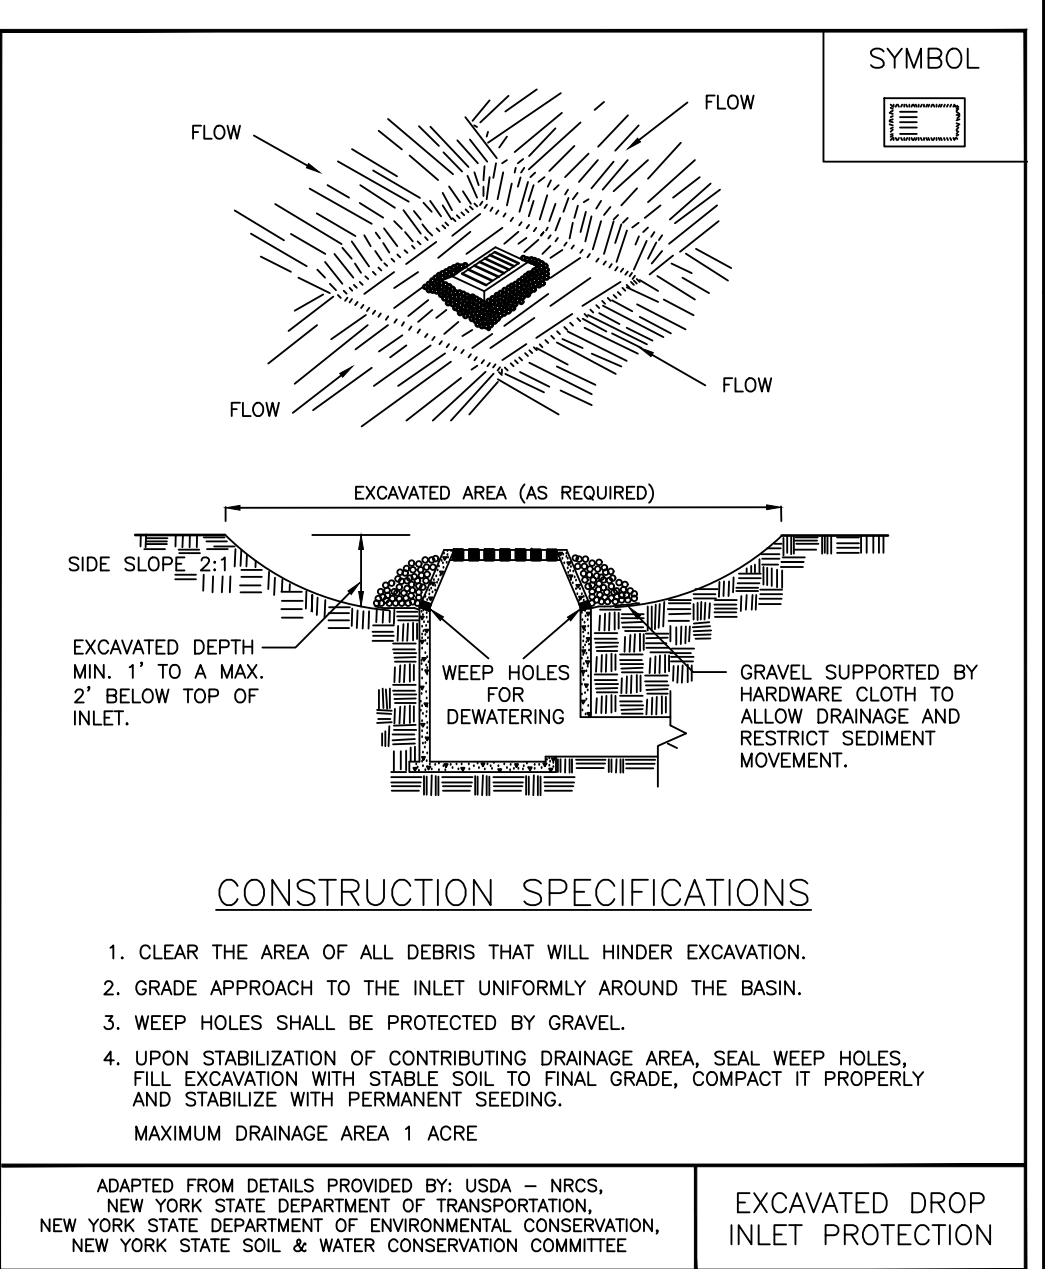 SYMBOL
FLOW
FLOW
FLOW
FLOW
EXCAVATED AREA (AS REQUIRED)
SIDE SLOPE 2:1
EXCAVATED DEPTH
MIN. 1' TO A MAX.
2' BELOW TOP OF
INLET.
WEEP HOLES
FOR
DEWATERING
GRAVEL SUPPORTED BY
HARDWARE CLOTH TO
ALLOW DRAINAGE AND
RESTRICT SEDIMENT
MOVEMENT.
CONSTRUCTION SPECIFICATIONS
1. CLEAR THE AREA OF ALL DEBRIS THAT WILL HINDER EXCAVATION.
2. GRADE APPROACH TO THE INLET UNIFORMLY AROUND THE BASIN.
3. WEEP HOLES SHALL BE PROTECTED BY GRAVEL.
4. UPON STABILIZATION OF CONTRIBUTING DRAINAGE AREA, SEAL WEEP HOLES,
FILL EXCAVATION WITH STABLE SOIL TO FINAL GRADE, COMPACT IT PROPERLY
AND STABILIZE WITH PERMANENT SEEDING.
MAXIMUM DRAINAGE AREA 1 ACRE
ADAPTED FROM DETAILS PROVIDED BY: USDA – NRCS,
NEW YORK STATE DEPARTMENT OF TRANSPORTATION,
NEW YORK STATE DEPARTMENT OF ENVIRONMENTAL CONSERVATION,
NEW YORK STATE SOIL & WATER CONSERVATION COMMITTEE
EXCAVATED DROP
INLET PROTECTION